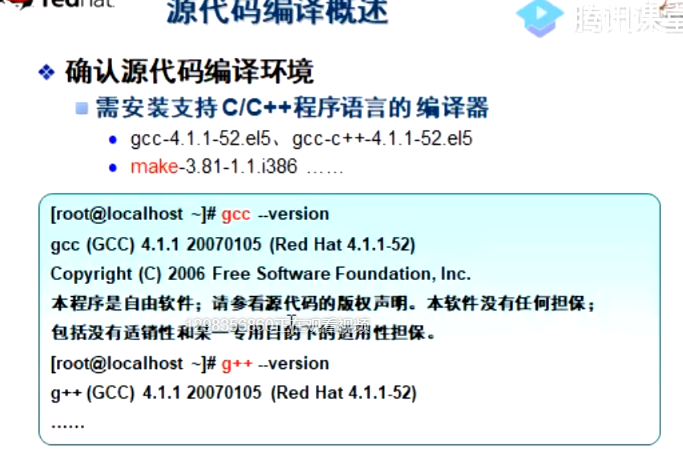 redhat.
源代码编译概述
腾讯课堂
确认源代码编译环境
需安装支持 C/C++程序语言的 编译器
gcc-4.1.1-52.el5、gcc-c++-4.1.1-52.el5
make-3.81-1.1.i386 ……
[root@localhost ~]# gcc --version
gcc (GCC) 4.1.1 20070105 (Red Hat 4.1.1-52)
Copyright (C) 2006 Free Software Foundation, Inc.
本程序是自由软件；请参看源代码的版权声明。本软件没有任何担保；
包括没有适销性和某一专用目的下的适用性担保。
正在观看视频
[root@localhost ~]# g++ --version
g++ (GCC) 4.1.1 20070105 (Red Hat 4.1.1-52)
……